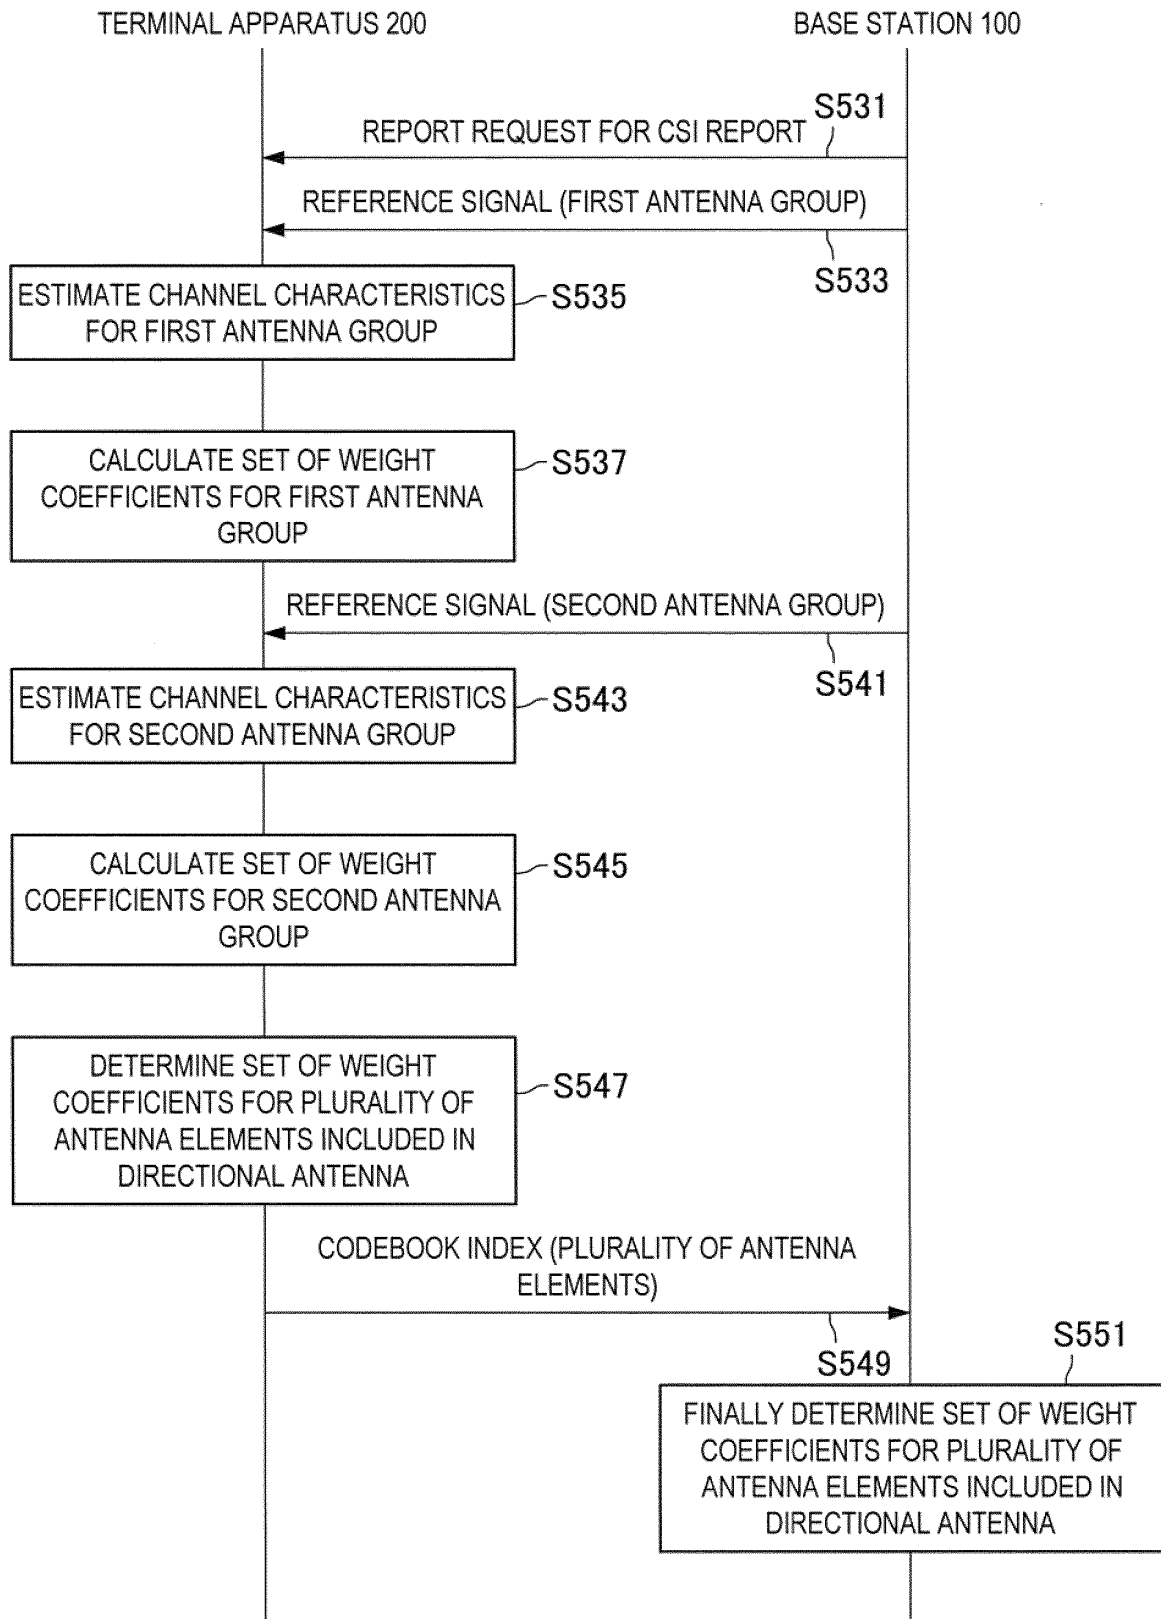 TERMINAL APPARATUS 200
BASE STATION 100
S531
REPORT REQUEST FOR CSI REPORT
REFERENCE SIGNAL (FIRST ANTENNA GROUP)
S533
ESTIMATE CHANNEL CHARACTERISTICS
FOR FIRST ANTENNA GROUP
S535
CALCULATE SET OF WEIGHT
COEFFICIENTS FOR FIRST ANTENNA
GROUP
S537
REFERENCE SIGNAL (SECOND ANTENNA GROUP)
S541
ESTIMATE CHANNEL CHARACTERISTICS
FOR SECOND ANTENNA GROUP
S543
CALCULATE SET OF WEIGHT
COEFFICIENTS FOR SECOND ANTENNA
GROUP
S545
DETERMINE SET OF WEIGHT
COEFFICIENTS FOR PLURALITY OF
ANTENNA ELEMENTS INCLUDED IN
DIRECTIONAL ANTENNA
S547
CODEBOOK INDEX (PLURALITY OF ANTENNA
ELEMENTS)
S549
S551
FINALLY DETERMINE SET OF WEIGHT
COEFFICIENTS FOR PLURALITY OF
ANTENNA ELEMENTS INCLUDED IN
DIRECTIONAL ANTENNA